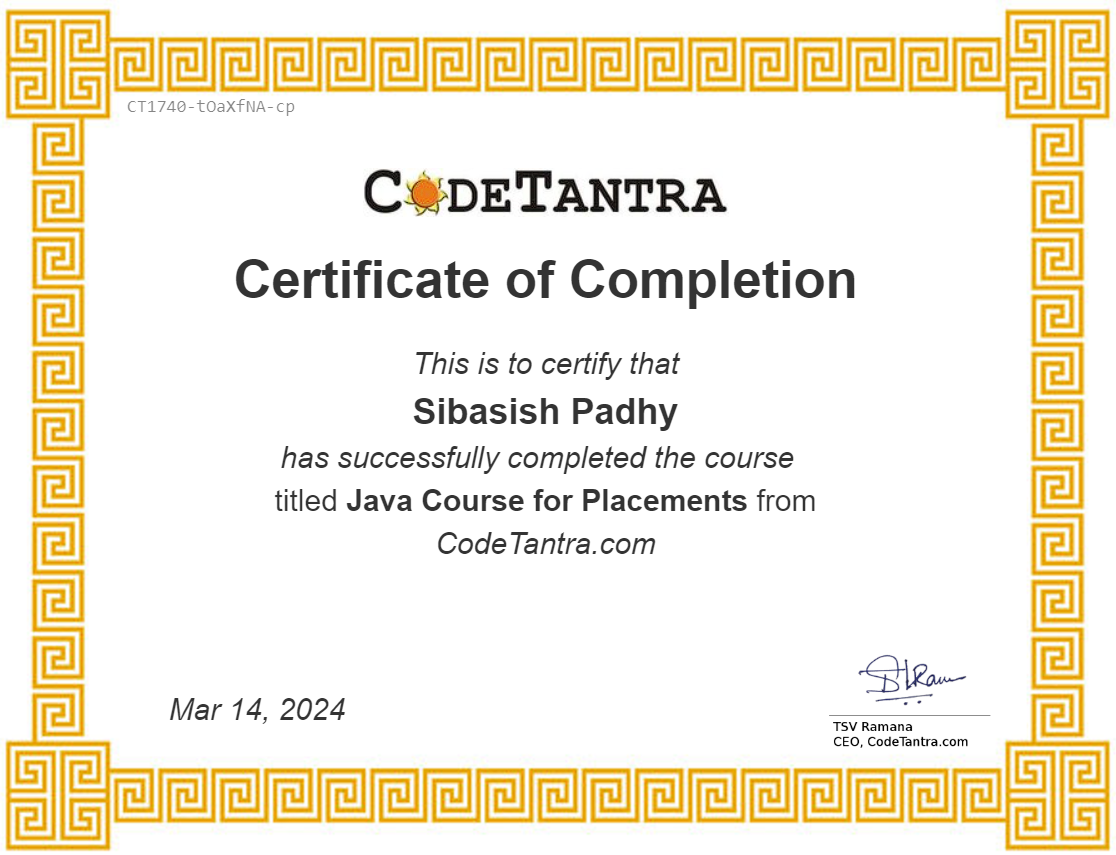 CT1740-tOaXfNA-cp
CODETANTRA
Certificate of Completion
This is to certify that
Sibasish Padhy
has successfully completed the course
titled Java Course for Placements from
CodeTantra.com
Mar 14, 2024
TSV Ramana
CEO, CodeTantra.com